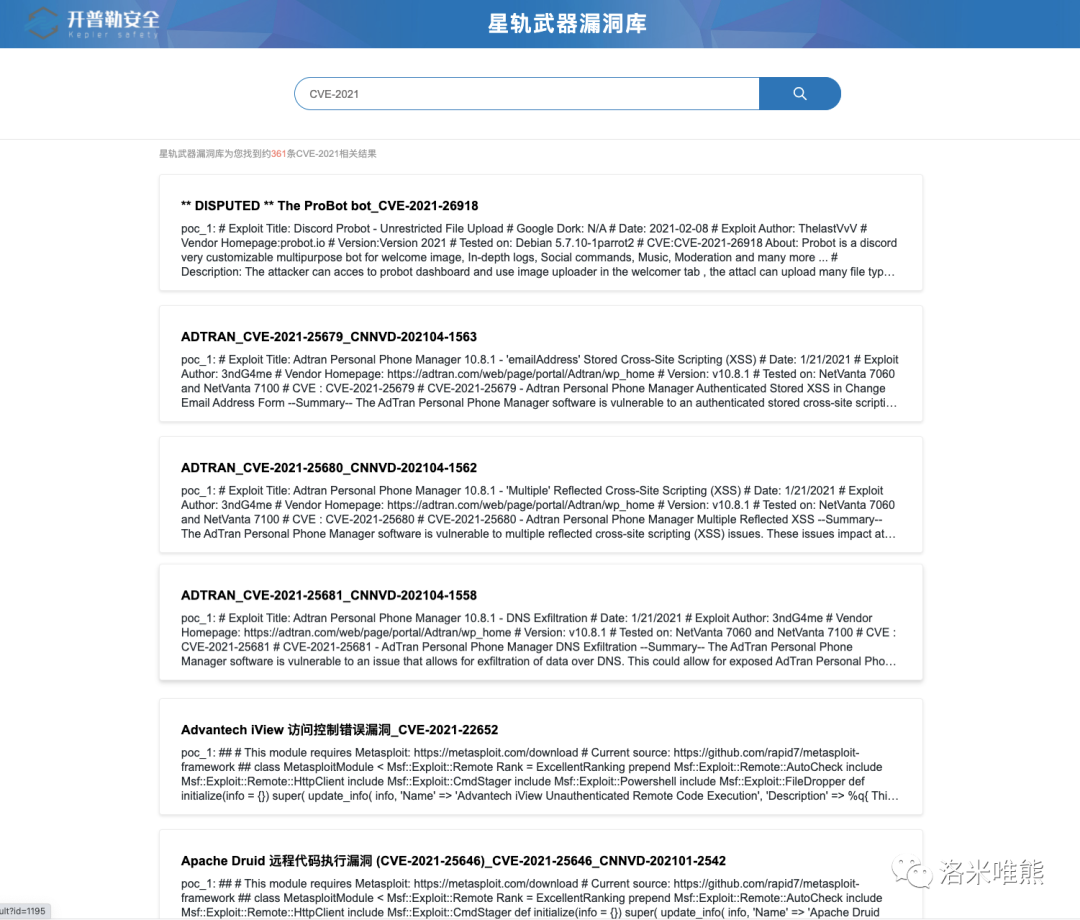 开普勒安全
Kepler safety
星轨武器漏洞库
CVE-2021
星轨武器漏洞库为您找到约361条CVE-2021相关结果
** DISPUTED ** The ProBot bot_CVE-2021-26918
poc_1: # Exploit Title: Discord Probot - Unrestricted File Upload # Google Dork: N/A # Date: 2021-02-08 # Exploit Author: ThelastVvV #
Vendor Homepage:probot.io # Version:Version 2021 # Tested on: Debian 5.7.10-1parrot2 # CVE:CVE-2021-26918 About: Probot is a discord
very customizable multipurpose bot for welcome image, In-depth logs, Social commands, Music, Moderation and many more ... #
Description: The attacker can acces to probot dashboard and use image uploader in the welcomer tab , the attacl can upload many file typ…
ADTRAN_CVE-2021-25679_CNNVD-202104-1563
poc_1: # Exploit Title: Adtran Personal Phone Manager 10.8.1 - 'emailAddress' Stored Cross-Site Scripting (XSS) # Date: 1/21/2021 # Exploit
Author: 3ndG4me # Vendor Homepage: https://adtran.com/web/page/portal/Adtran/wp_home # Version: v10.8.1 # Tested on: NetVanta 7060
and NetVanta 7100 # CVE : CVE-2021-25679 # CVE-2021-25679 - Adtran Personal Phone Manager Authenticated Stored XSS in Change
Email Address Form --Summary-- The AdTran Personal Phone Manager software is vulnerable to an authenticated stored cross-site scripti…
ADTRAN_CVE-2021-25680_CNNVD-202104-1562
poc_1: # Exploit Title: Adtran Personal Phone Manager 10.8.1 - 'Multiple' Reflected Cross-Site Scripting (XSS) # Date: 1/21/2021 # Exploit
Author: 3ndG4me # Vendor Homepage: https://adtran.com/web/page/portal/Adtran/wp_home # Version: v10.8.1 # Tested on: NetVanta 7060
and NetVanta 7100 # CVE : CVE-2021-25680 # CVE-2021-25680 - Adtran Personal Phone Manager Multiple Reflected XSS --Summary--
The AdTran Personal Phone Manager software is vulnerable to multiple reflected cross-site scripting (XSS) issues. These issues impact at…
ADTRAN_CVE-2021-25681_CNNVD-202104-1558
poc_1: # Exploit Title: Adtran Personal Phone Manager 10.8.1 - DNS Exfiltration # Date: 1/21/2021 # Exploit Author: 3ndG4me # Vendor
Homepage: https://adtran.com/web/page/portal/Adtran/wp_home # Version: v10.8.1 # Tested on: NetVanta 7060 and NetVanta 7100 # CVE :
CVE-2021-25681 # CVE-2021-25681 - AdTran Personal Phone Manager DNS Exfiltration --Summary-- The AdTran Personal Phone
Manager software is vulnerable to an issue that allows for exfiltration of data over DNS. This could allow for exposed AdTran Personal Pho…
Advantech iView 访问控制错误漏洞_CVE-2021-22652
poc_1: ## # This module requires Metasploit: https://metasploit.com/download # Current source: https://github.com/rapid7/metasploit-
framework ## class MetasploitModule < Msf::Exploit::Remote Rank = ExcellentRanking prepend Msf::Exploit::Remote::AutoCheck include
Msf::Exploit::Remote::HttpClient include Msf::Exploit::CmdStager include Msf::Exploit::Powershell include Msf::Exploit::FileDropper def
initialize(info = {}) super( update_info( info, 'Name' => 'Advantech iView Unauthenticated Remote Code Execution', 'Description' => %q{ Thi…
Apache Druid 远程代码执行漏洞 (CVE-2021-25646)_CVE-2021-25646_CNNVD-202101-2542
poc_1: ## # This module requires Metasploit: https://metasploit.com/download # Current source: https://github.com/rapid7/metasploit-
framework ## class MetasploitModule < Msf::Exploit::Remote Rank = ExcellentRanking prepend Msf::Exploit::Remote::AutoCheck include
Msf::Exploit::Remote::HttpClient include Msf::Exploit::CmdStager def initialize(info = {}) super( update_info( info, 'Name' => 'Apache Druid
洛米唯熊
ult?id=1195